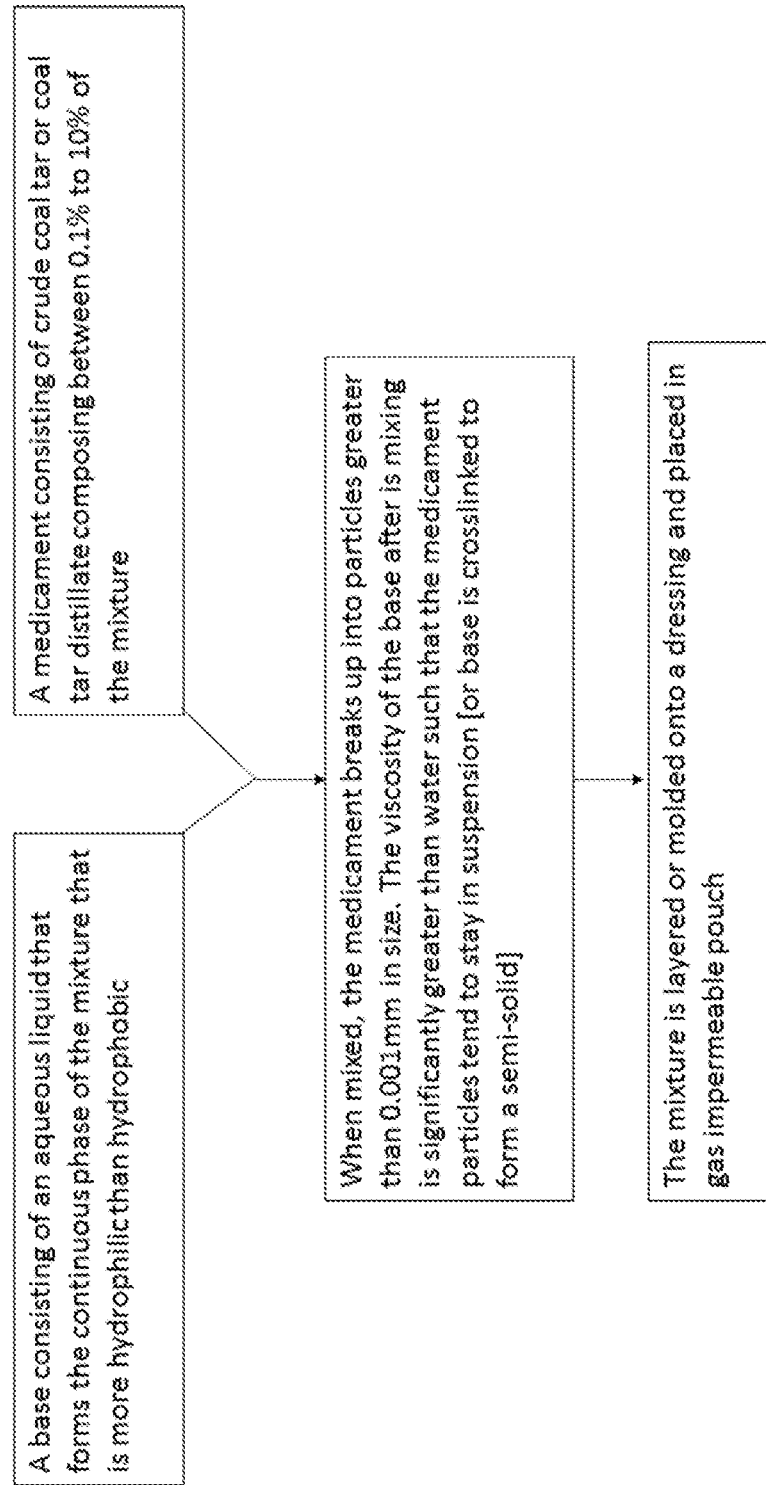 A base consisting of an aqueous liquid that
forms the continuous phase of the mixture that
is more hydrophilic than hydrophobic
A medicament consisting of crude coal tar or coal
tar distillate composing between 0.1% to 10% of
the mixture
When mixed, the medicament breaks up into particles greater
than 0.001mm in size. The viscosity of the base after is mixing
is significantly greater than water such that the medicament
particles tend to stay in suspension [or base is crosslinked to
form a semi-solid]
The mixture is layered or molded onto a dressing and placed in
gas impermeable pouch